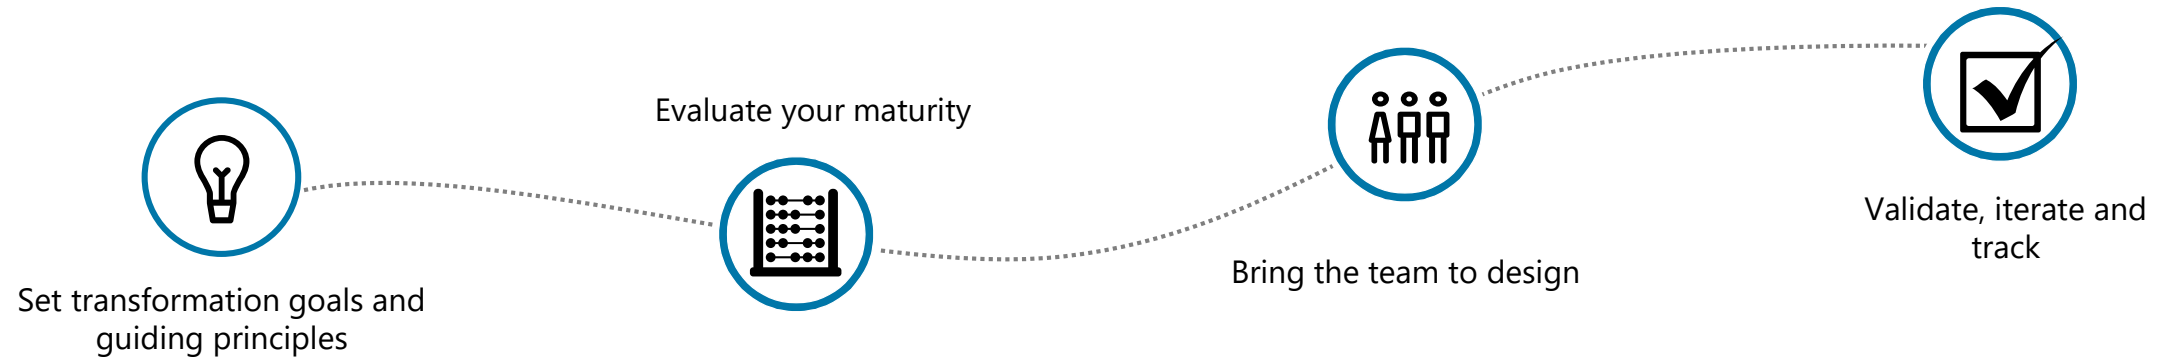 Set transformation goals and
guiding principles
Evaluate your maturity
Bring the team to design
Validate, iterate and
track